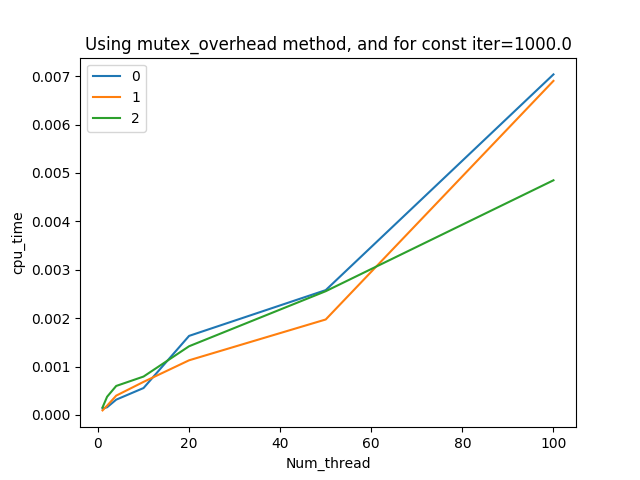 Using mutex_overhead method, and for const iter=1000.0
0
1
2
0.007
0.006
0.005
0.004
0.003
0.002
0.001
0.000
cpu_time
0 20 40 60 80 100
Num_thread